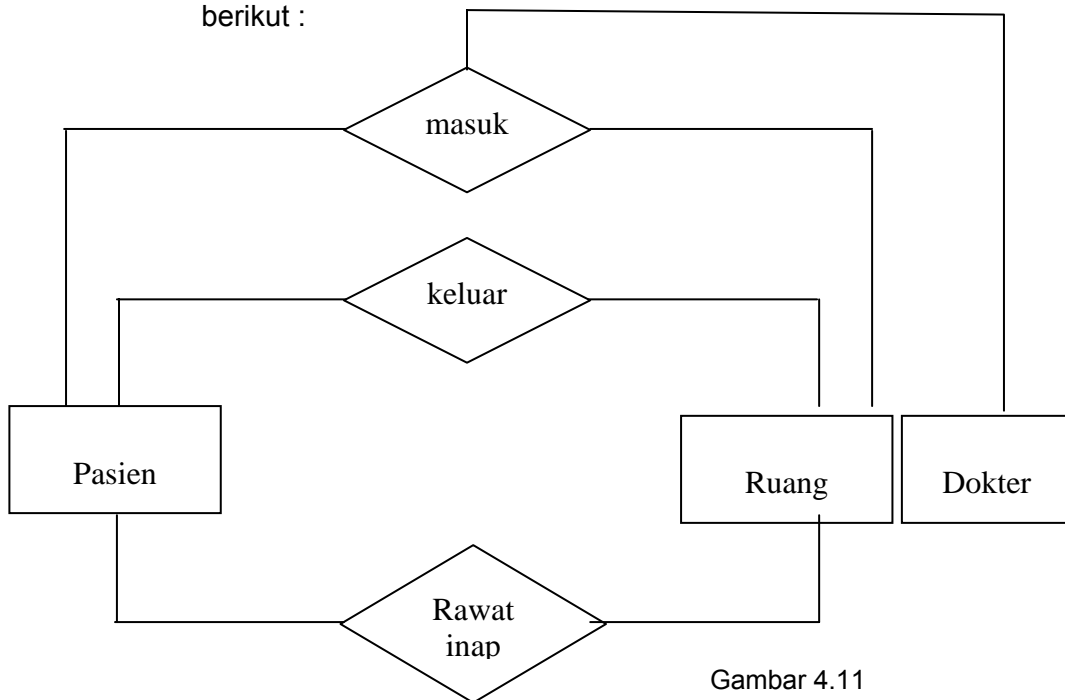 berikut :
masuk
keluar
Pasien
Ruang
Dokter
Rawat
inap
Gambar 4.11